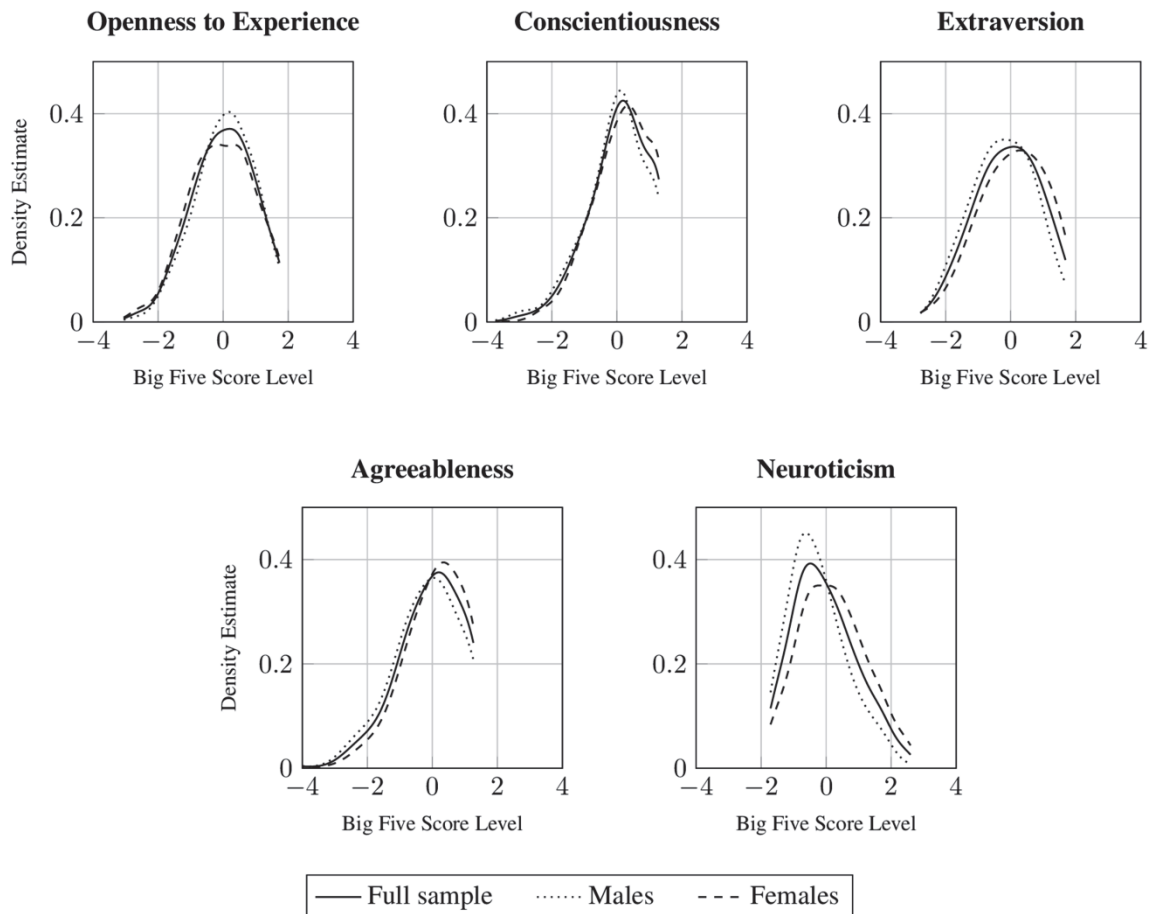 Openness to Experience
Conscientiousness
Extraversion
Density Estimate
0.4
0.2
0
−4 −2 0 2 4
Big Five Score Level
0.4
0.2
0
−4 −2 0 2 4
Big Five Score Level
0.4
0.2
0
−4 −2 0 2 4
Big Five Score Level
Agreeableness
Neuroticism
Density Estimate
0.4
0.2
0
−4 −2 0 2 4
Big Five Score Level
Density Estimate
0.4
0.2
0
−4 −2 0 2 4
Big Five Score Level
Full sample Males Females